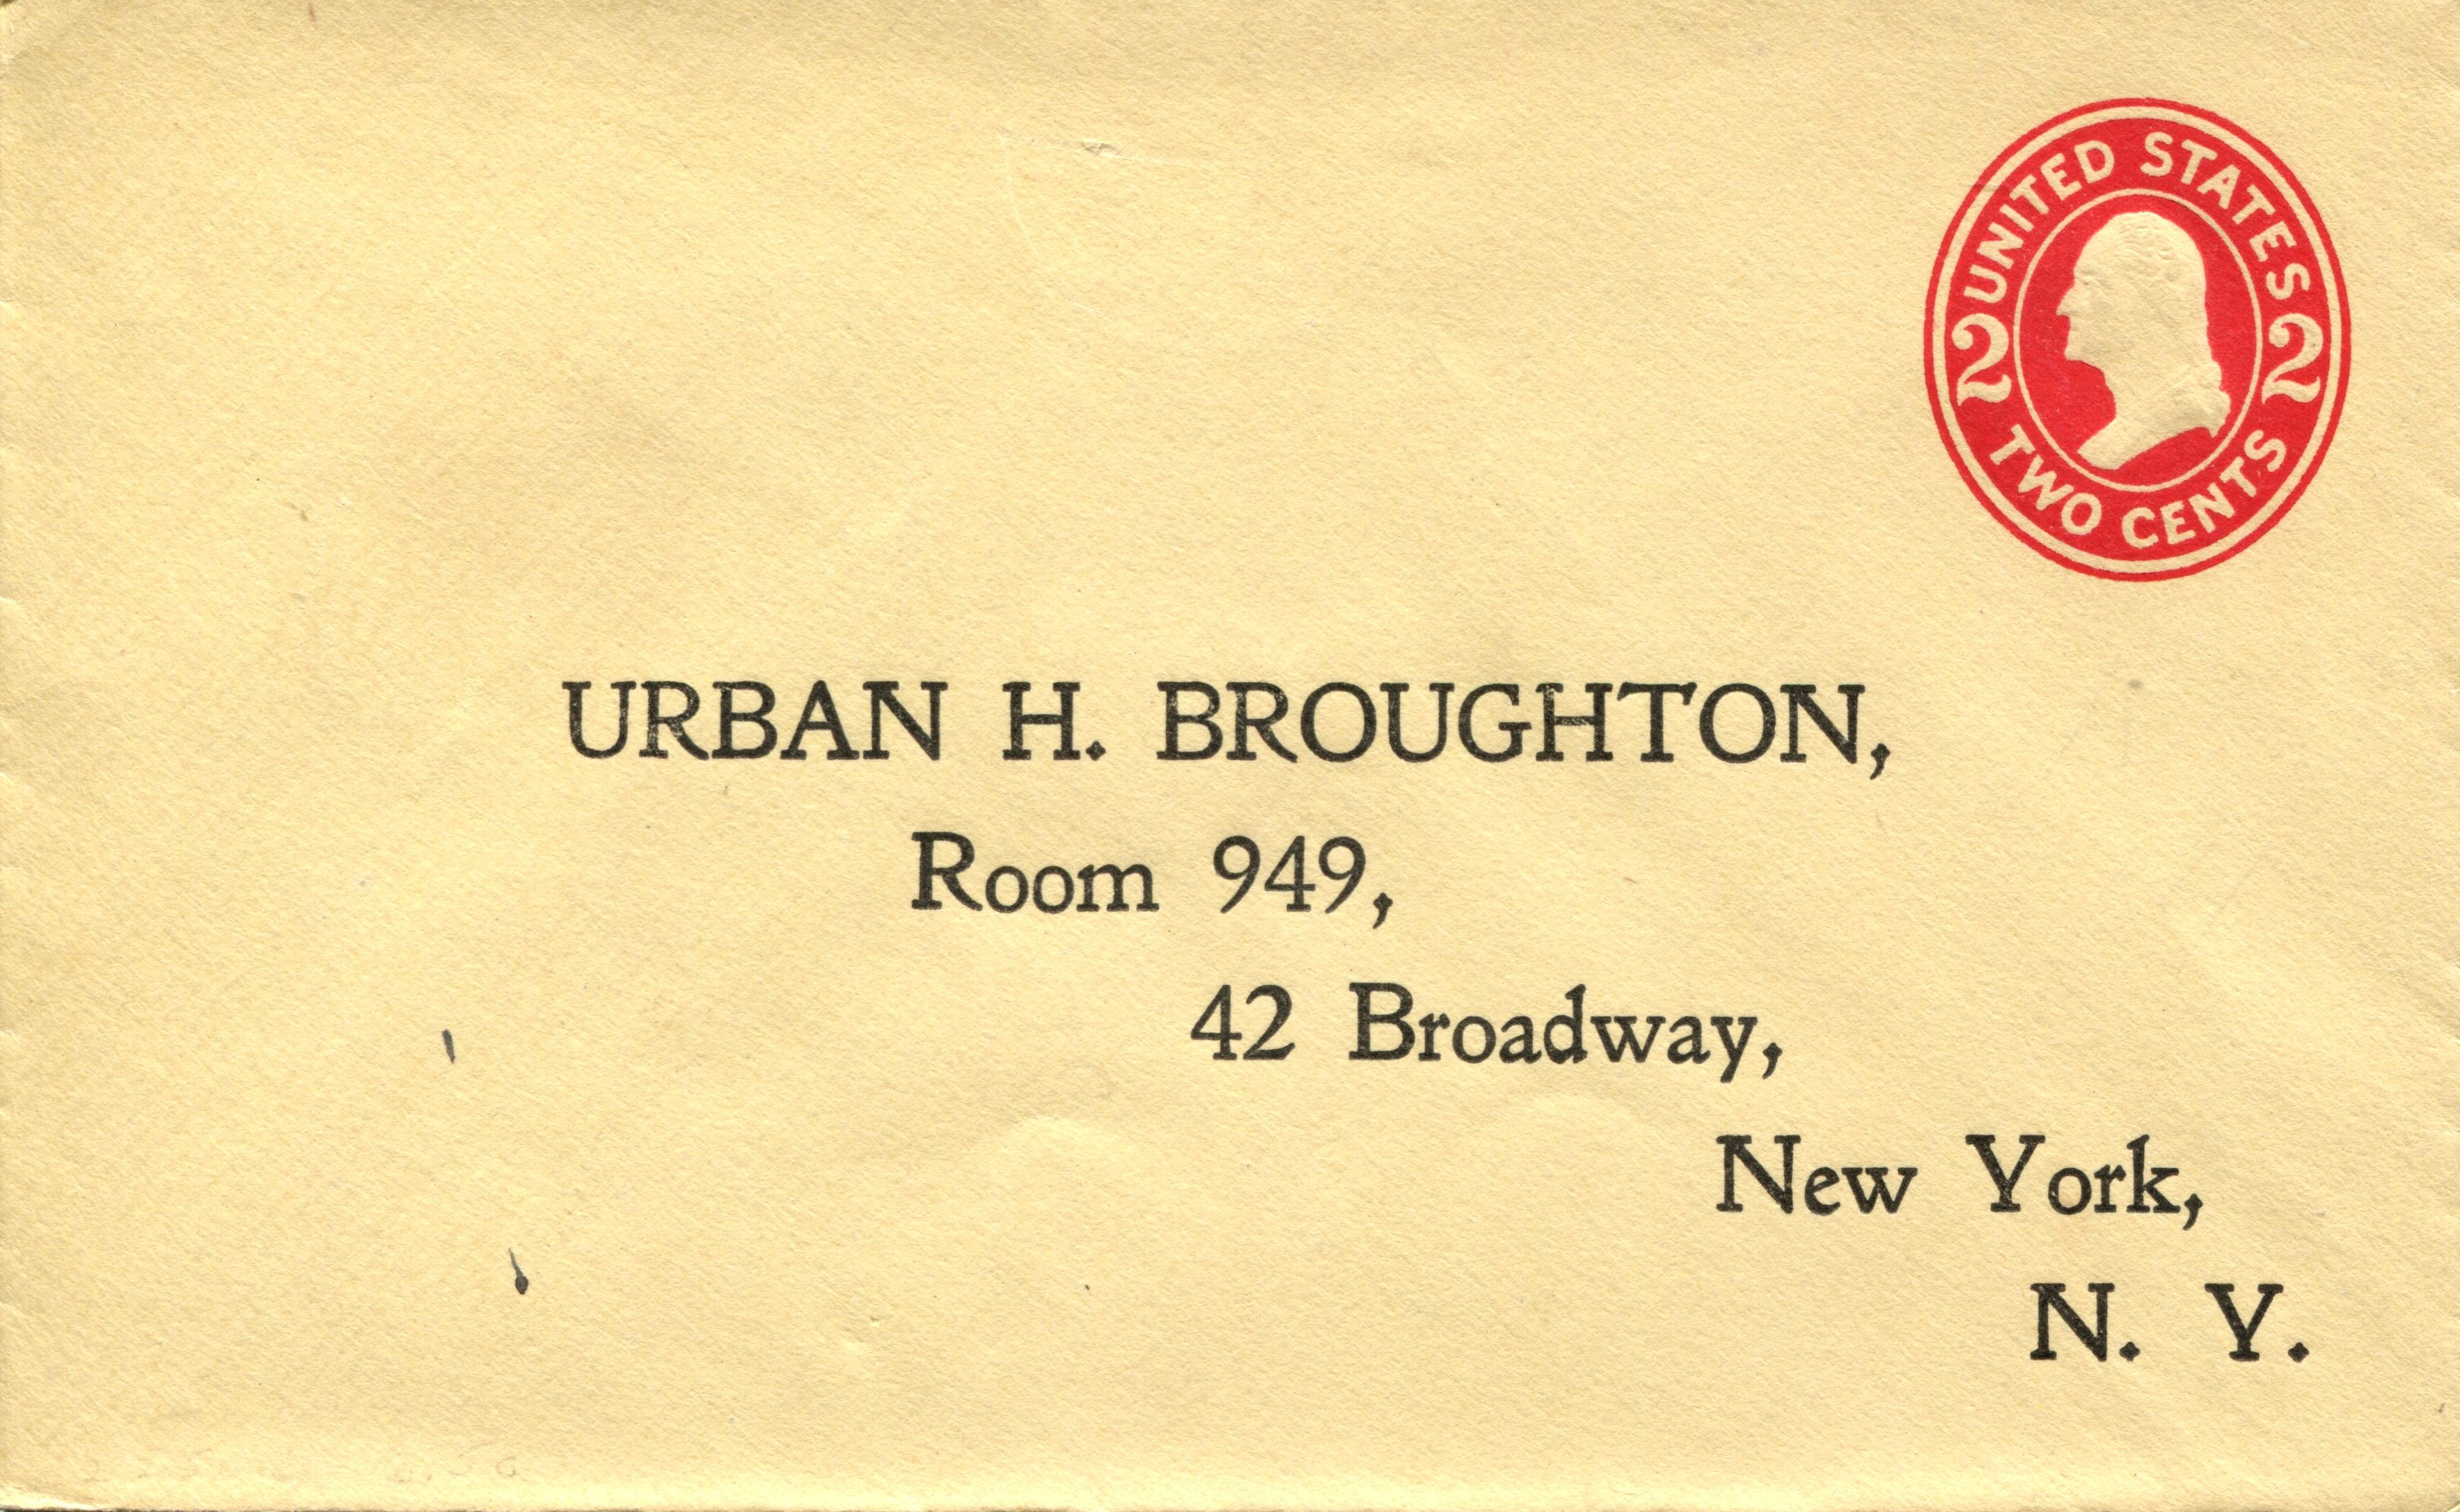 UNITED STATES
2 2
TWO CENTS
URBAN H. BROUGHTON,
Room 949,
42 Broadway,
New York,
N. Y.